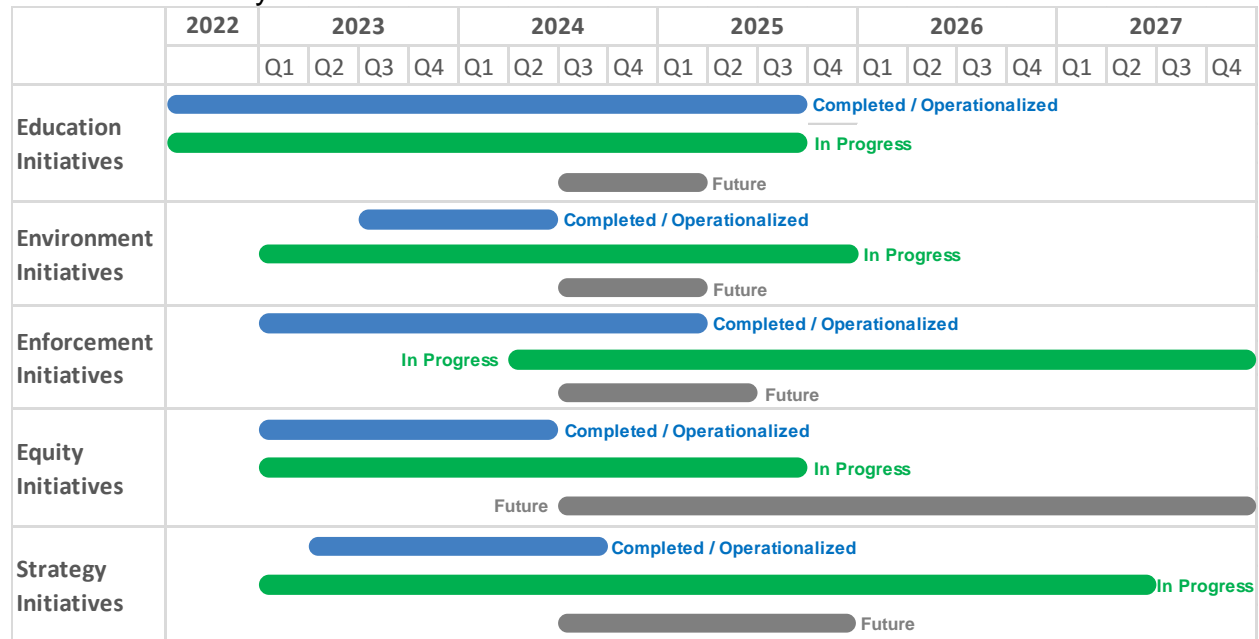 2022 2023 2024 2025 2026 2027
Q1 Q2 Q3 Q4 Q1 Q2 Q3 Q4 Q1 Q2 Q3 Q4 Q1 Q2 Q3 Q4 Q1 Q2 Q3 Q4
Education
Initiatives
Completed / Operationalized
In Progress
Future
Environment
Initiatives
Completed / Operationalized
In Progress
Future
Enforcement
Initiatives
Completed / Operationalized
In Progress
Future
Equity
Initiatives
Completed / Operationalized
In Progress
Future
Strategy
Initiatives
Completed / Operationalized
In Progress
Future